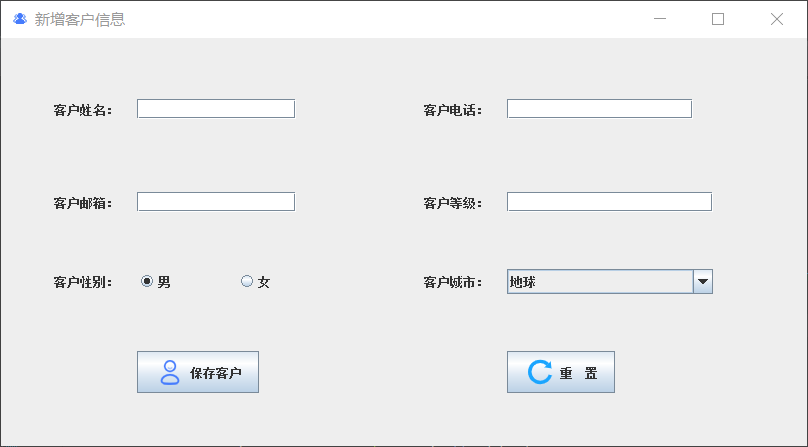 新增客户信息
客户姓名： 客户电话：
客户邮箱： 客户等级：
客户性别： 男 女 客户城市： 地球
保存客户 重 置